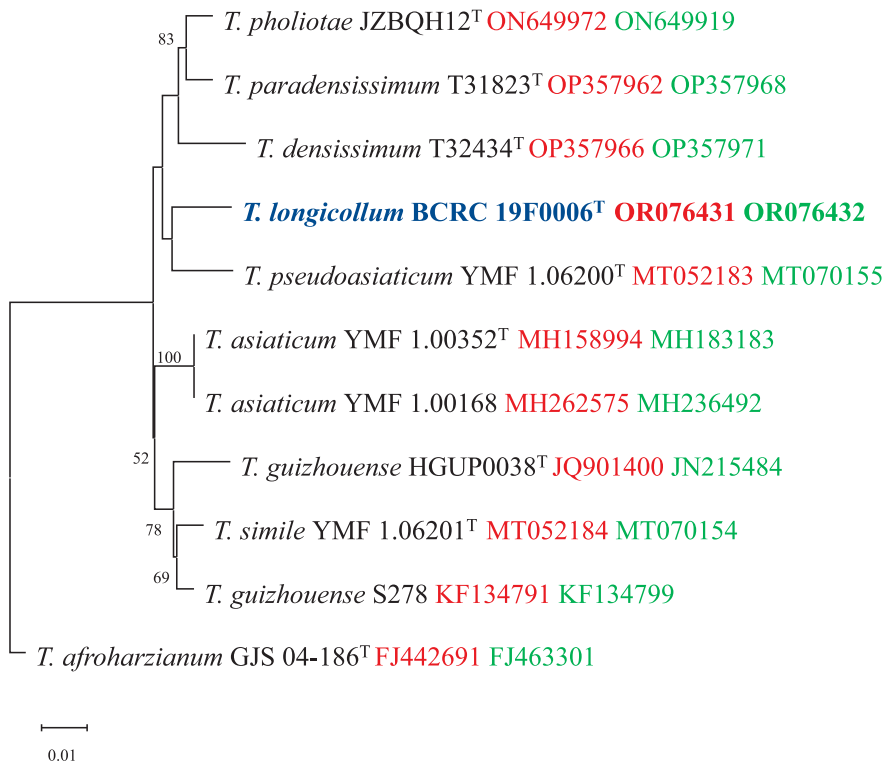 T. pholiotae JZBQH12ᵀ ON649972 ON649919
83
T. paradensissimum T31823ᵀ OP357962 OP357968
T. densissimum T32434ᵀ OP357966 OP357971
T. longicollum BCRC 19F0006ᵀ OR076431 OR076432
T. pseudoasiaticum YMF 1.06200ᵀ MT052183 MT070155
T. asiaticum YMF 1.00352ᵀ MH158994 MH183183
100
T. asiaticum YMF 1.00168 MH262575 MH236492
52
T. guizhouense HGUP0038ᵀ JQ901400 JN215484
78
T. simile YMF 1.06201ᵀ MT052184 MT070154
69
T. guizhouense S278 KF134791 KF134799
T. afroharzianum GJS 04-186ᵀ FJ442691 FJ463301
0.01